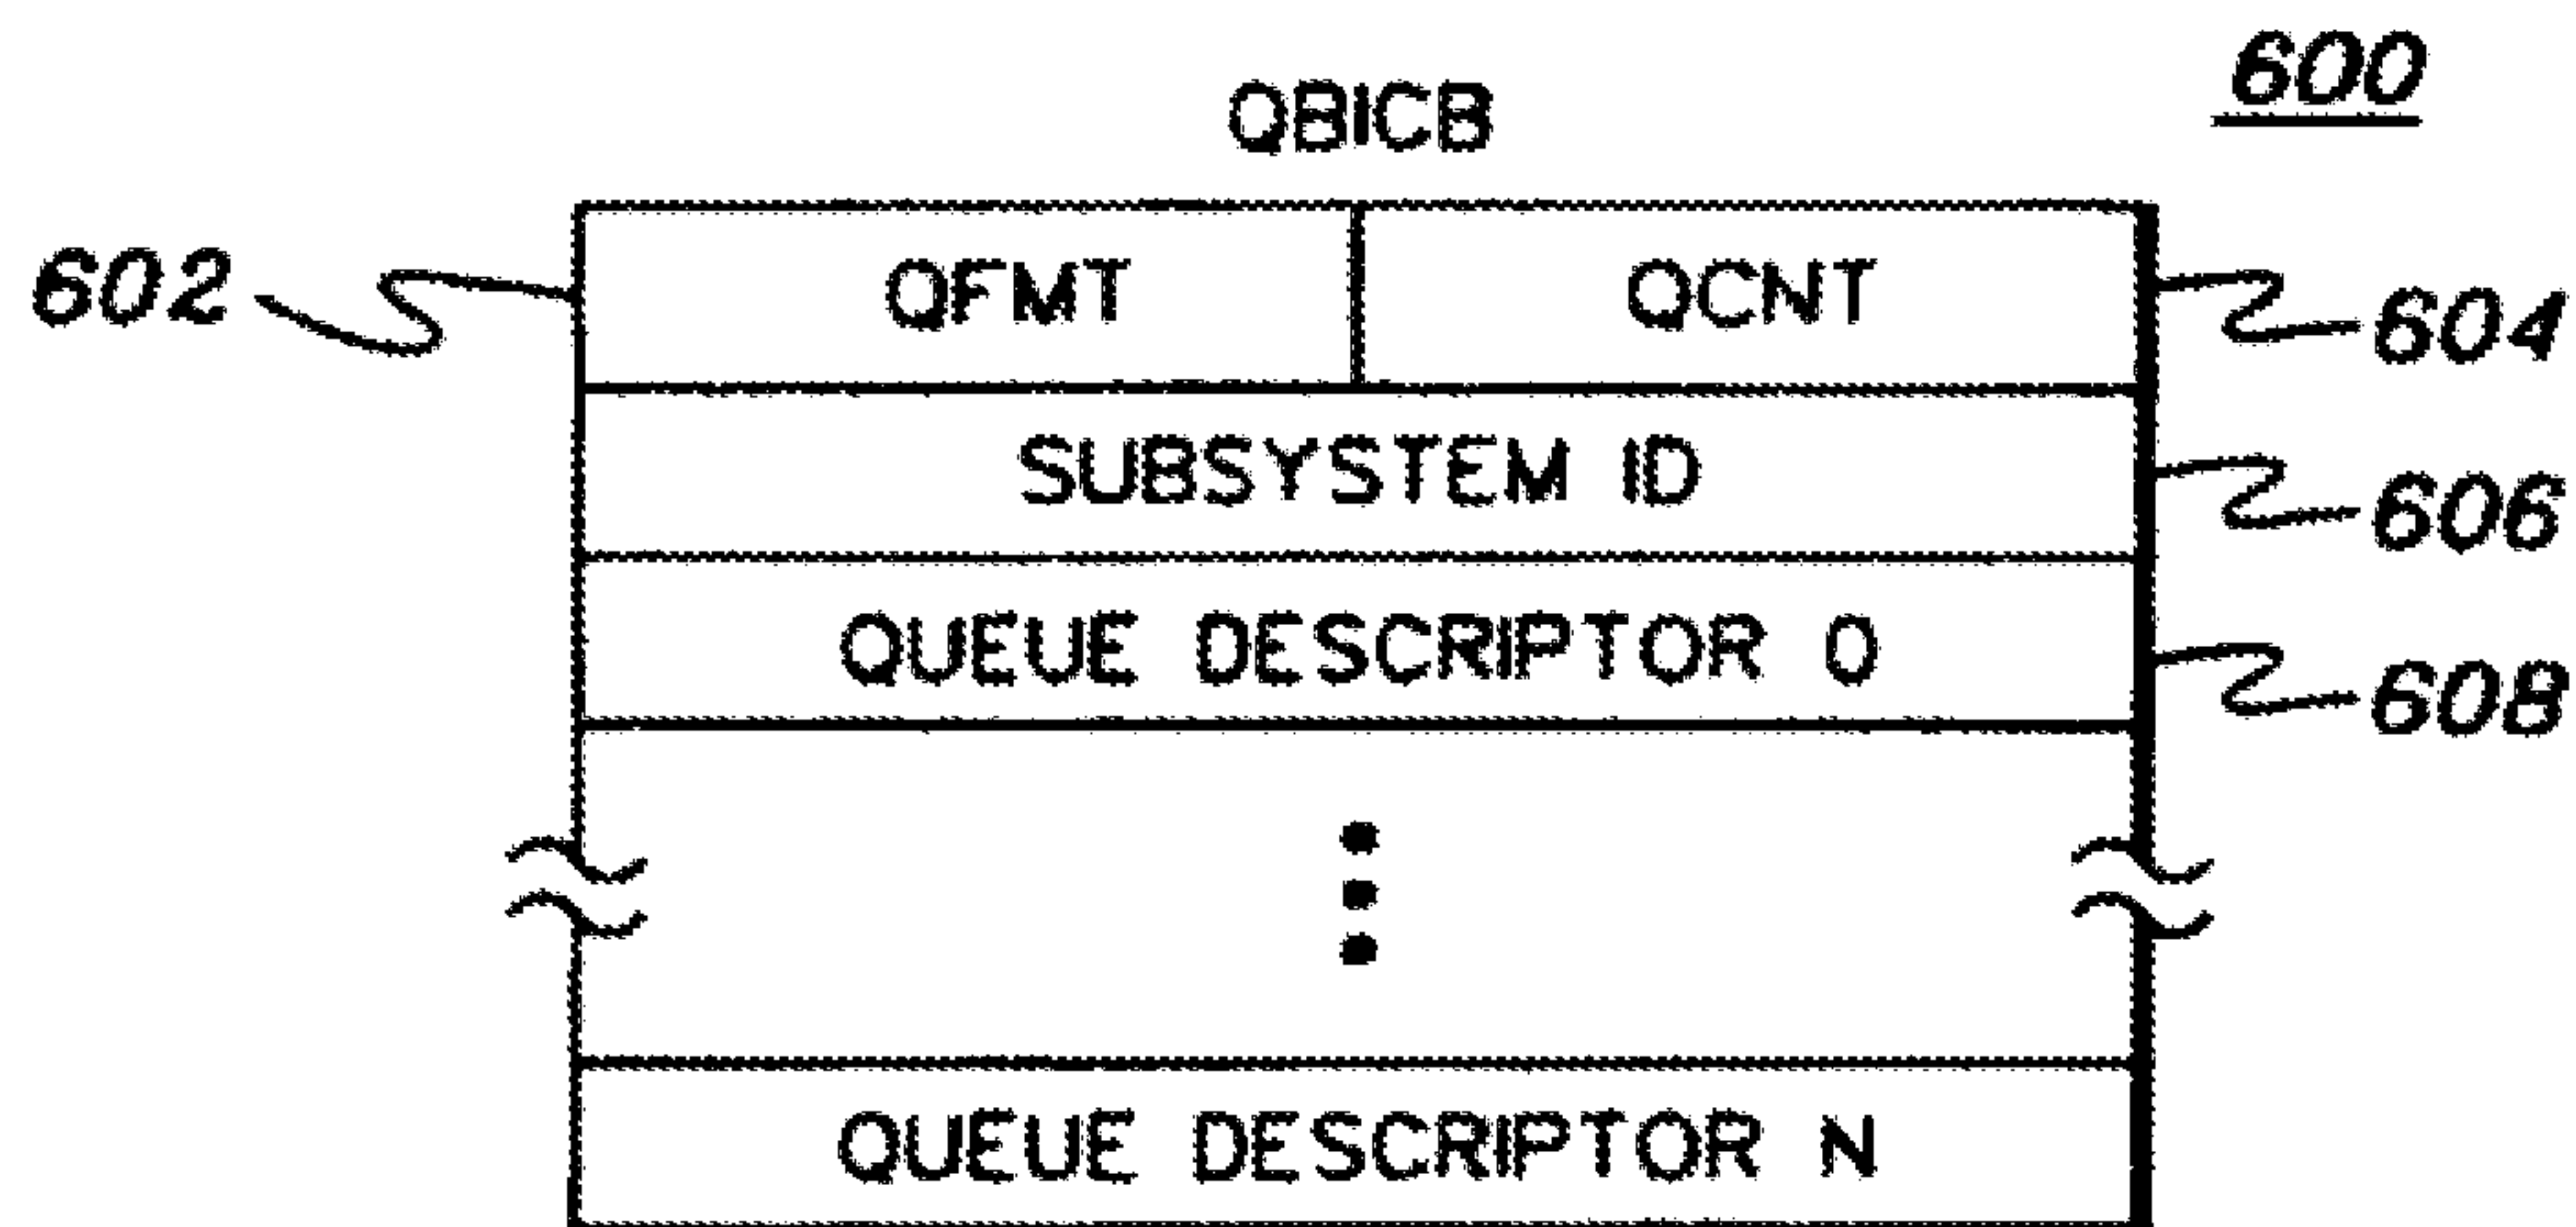 600
QBICB
602 QFMT QCNT 604
SUBSYSTEM ID 606
QUEUE DESCRIPTOR 0 608
QUEUE DESCRIPTOR N